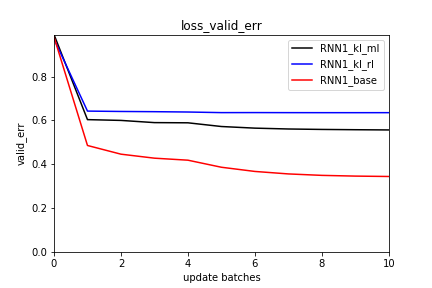 loss_valid_err
RNN1_kl_ml
RNN1_kl_rl
RNN1_base
valid_err
0.8
0.6
0.4
0.2
0.0
0 2 4 6 8 10
update batches